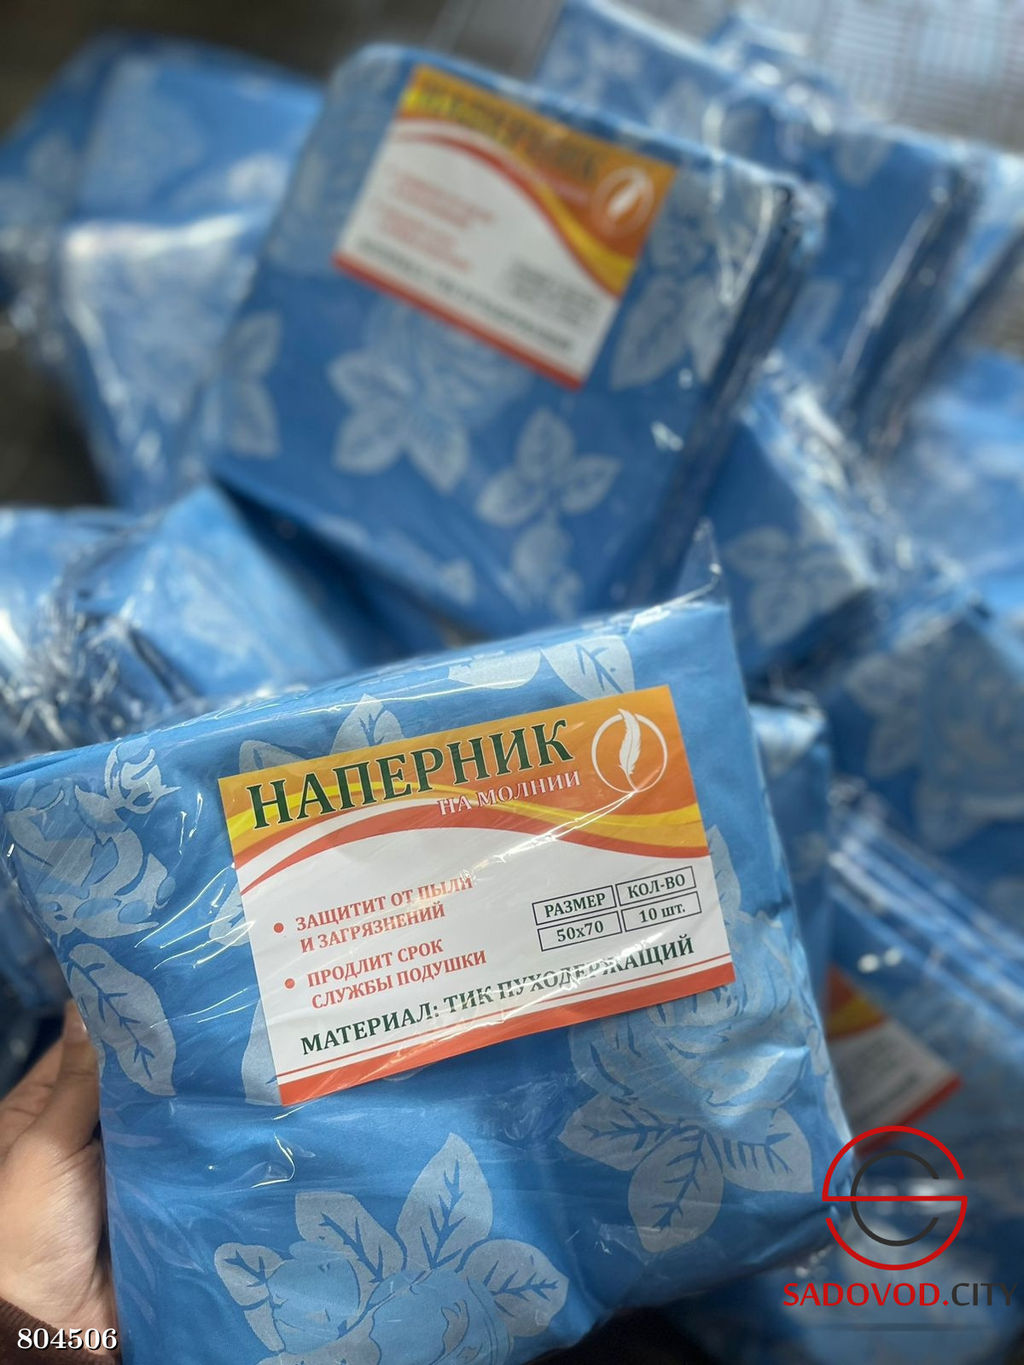 НАПЕРНИК
НАПЕРНИК
НА МОЛНИИ
• ЗАЩИТИТ ОТ ПЫЛИ
И ЗАГРЯЗНЕНИЙ
• ПРОДЛИТ СРОК
СЛУЖБЫ ПОДУШКИ
РАЗМЕР КОЛ-ВО
50х70 10 шт.
МАТЕРИАЛ: ТИК ПУХОДЕРЖАЩИЙ
SADOVOD.CITY
804506